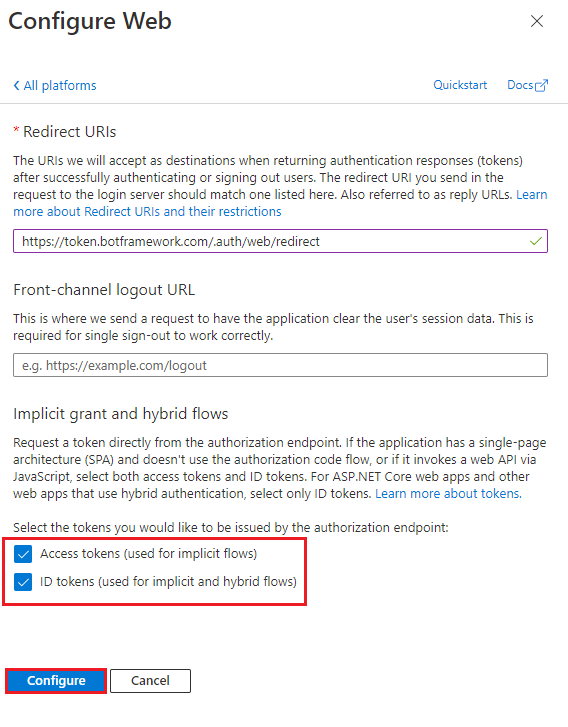 Configure Web
All platforms
Quickstart
Docs
* Redirect URIs
The URIs we will accept as destinations when returning authentication responses (tokens)
after successfully authenticating or signing out users. The redirect URI you send in the
request to the login server should match one listed here. Also referred to as reply URLs. Learn
more about Redirect URIs and their restrictions
https://token.botframework.com/.auth/web/redirect
Front-channel logout URL
This is where we send a request to have the application clear the user's session data. This is
required for single sign-out to work correctly.
e.g. https://example.com/logout
Implicit grant and hybrid flows
Request a token directly from the authorization endpoint. If the application has a single-page
architecture (SPA) and doesn't use the authorization code flow, or if it invokes a web API via
JavaScript, select both access tokens and ID tokens. For ASP.NET Core web apps and other
web apps that use hybrid authentication, select only ID tokens. Learn more about tokens.
Select the tokens you would like to be issued by the authorization endpoint:
Access tokens (used for implicit flows)
ID tokens (used for implicit and hybrid flows)
Configure
Cancel